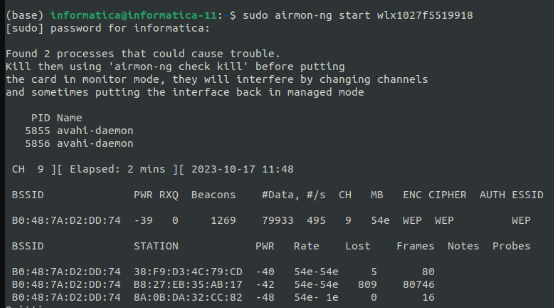 (base) informatica@informatica-11:~$ sudo airmon-ng start wlx1027f5519918
[sudo] password for informatica:
Found 2 processes that could cause trouble.
Kill them using 'airmon-ng check kill' before putting
the card in monitor mode, they will interfere by changing channels
and sometimes putting the interface back in managed mode
PID Name
5855 avahi-daemon
5856 avahi-daemon
CH 9 ][ Elapsed: 2 mins ][ 2023-10-17 11:48
BSSID PWR RXQ Beacons #Data, #/s CH MB ENC CIPHER AUTH ESSID
B0:48:7A:D2:DD:74 -39 0 1269 79933 495 9 54e WEP WEP WEP
BSSID STATION PWR Rate Lost Frames Notes Probes
B0:48:7A:D2:DD:74 38:F9:D3:4C:79:CD -40 54e-54e 5 80
B0:48:7A:D2:DD:74 B8:27:EB:35:AB:17 -42 54e-54e 809 80746
B0:48:7A:D2:DD:74 8A:0B:DA:32:CC:82 -48 54e- 1e 0 16